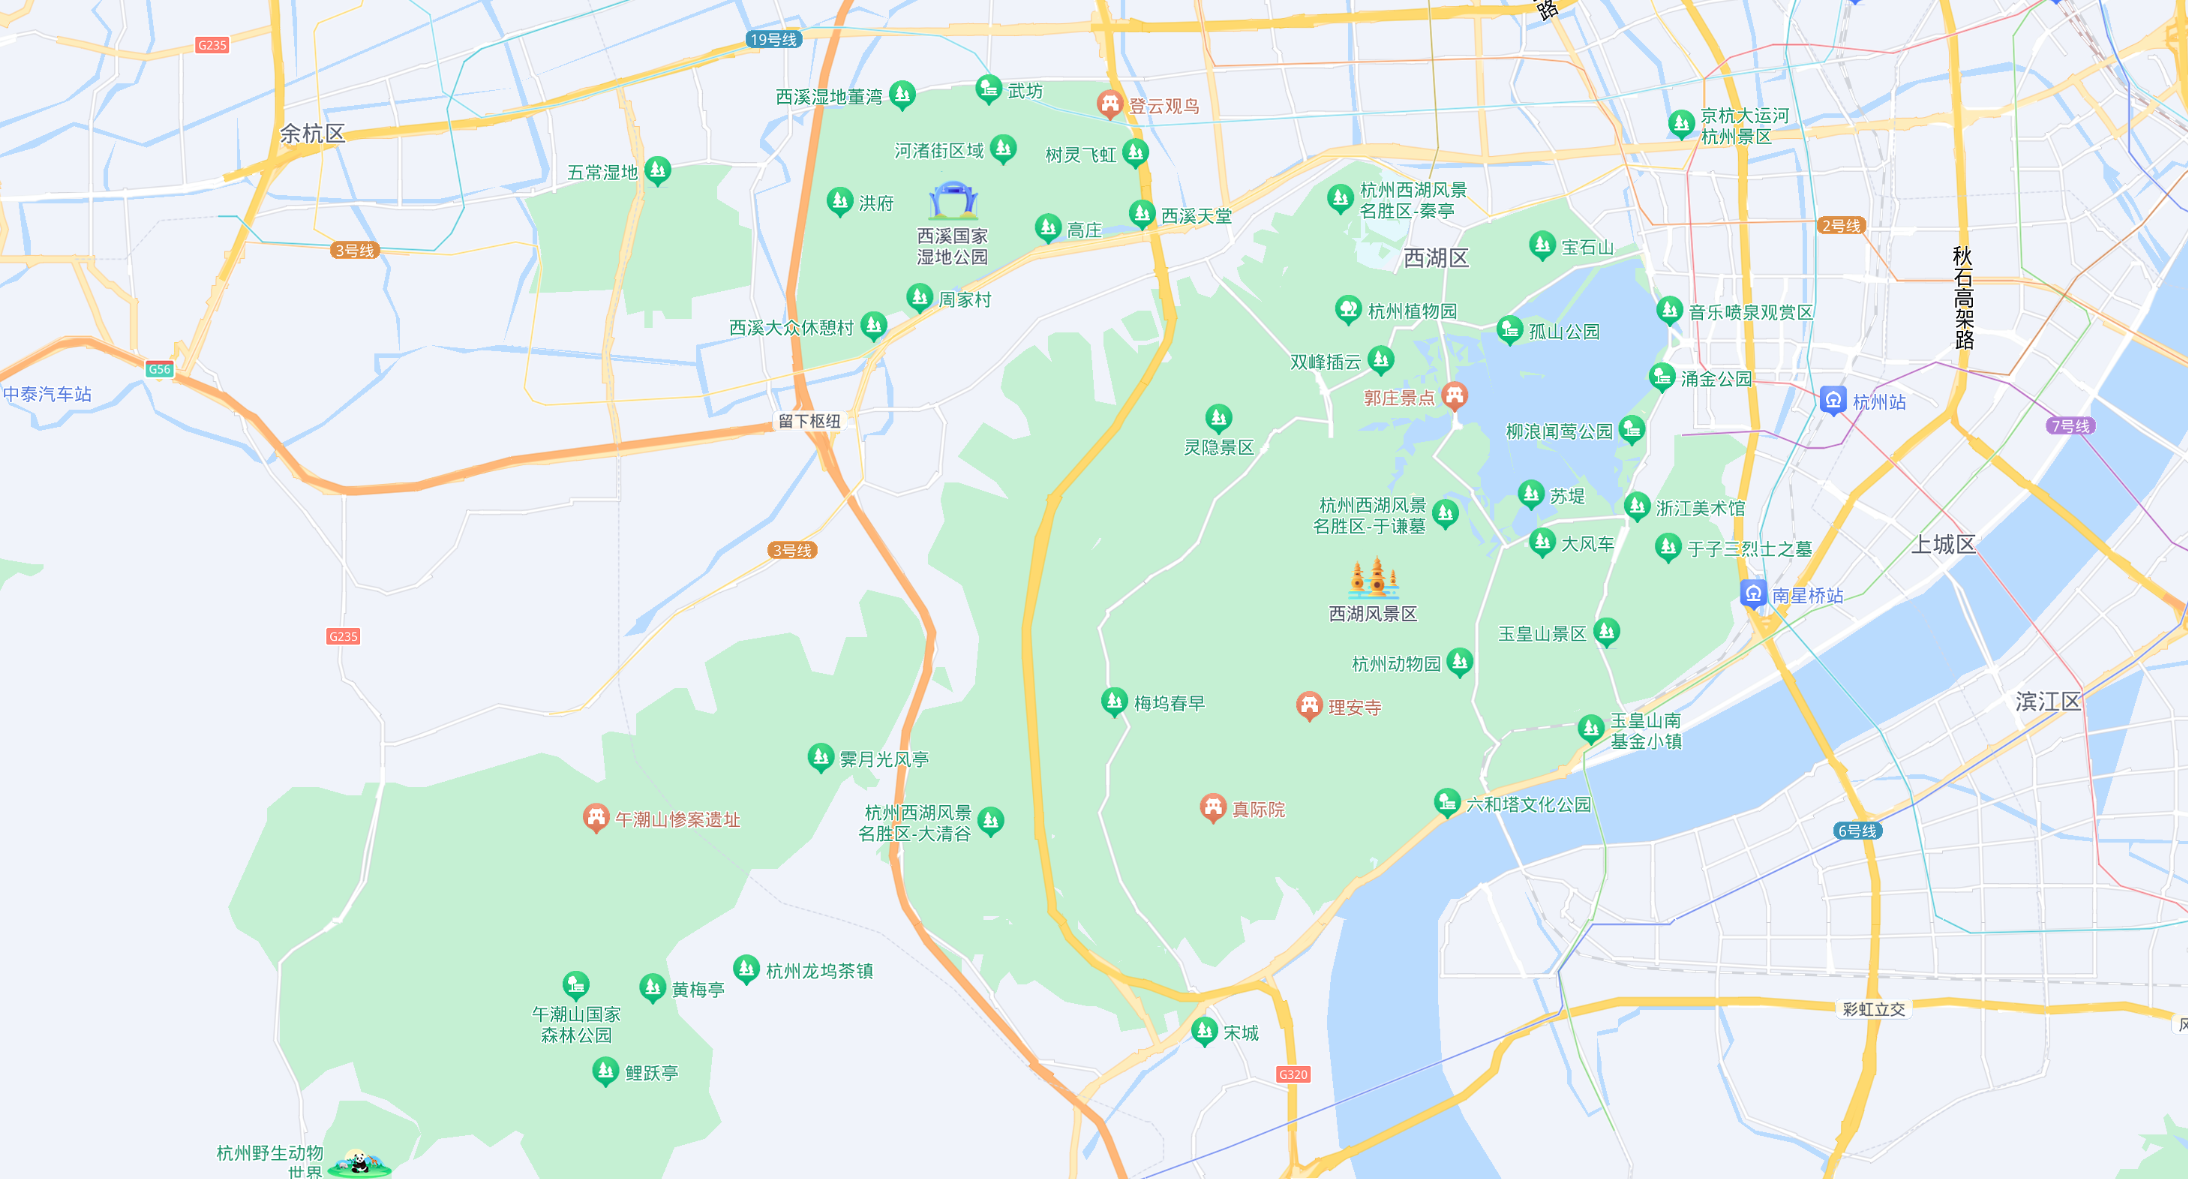 路
G235
19号线
西溪湿地董湾
武坊
登云观鸟
京杭大运河
杭州景区
余杭区
河渚街区域
树灵飞虹
五常湿地
洪府
西溪国家
湿地公园
高庄
西溪天堂
杭州西湖风景
名胜区-秦亭
西湖区
宝石山
2号线
3号线
秋石高架路
周家村
西溪大众休憩村
杭州植物园
孤山公园
音乐喷泉观赏区
双峰插云
G56
中泰汽车站
郭庄景点
涌金公园
杭州站
留下枢纽
灵隐景区
柳浪闻莺公园
7号线
杭州西湖风景
名胜区-于谦墓
苏堤
浙江美术馆
3号线
大风车
于子三烈士之墓
上城区
西湖风景区
南星桥站
G235
玉皇山景区
杭州动物园
梅坞春早
理安寺
滨江区
玉皇山南
基金小镇
霁月光风亭
午潮山惨案遗址
杭州西湖风景
名胜区-大清谷
真际院
六和塔文化公园
6号线
杭州龙坞茶镇
午潮山国家
森林公园
黄梅亭
彩虹立交
风
宋城
鲤跃亭
G320
杭州野生动物
世界